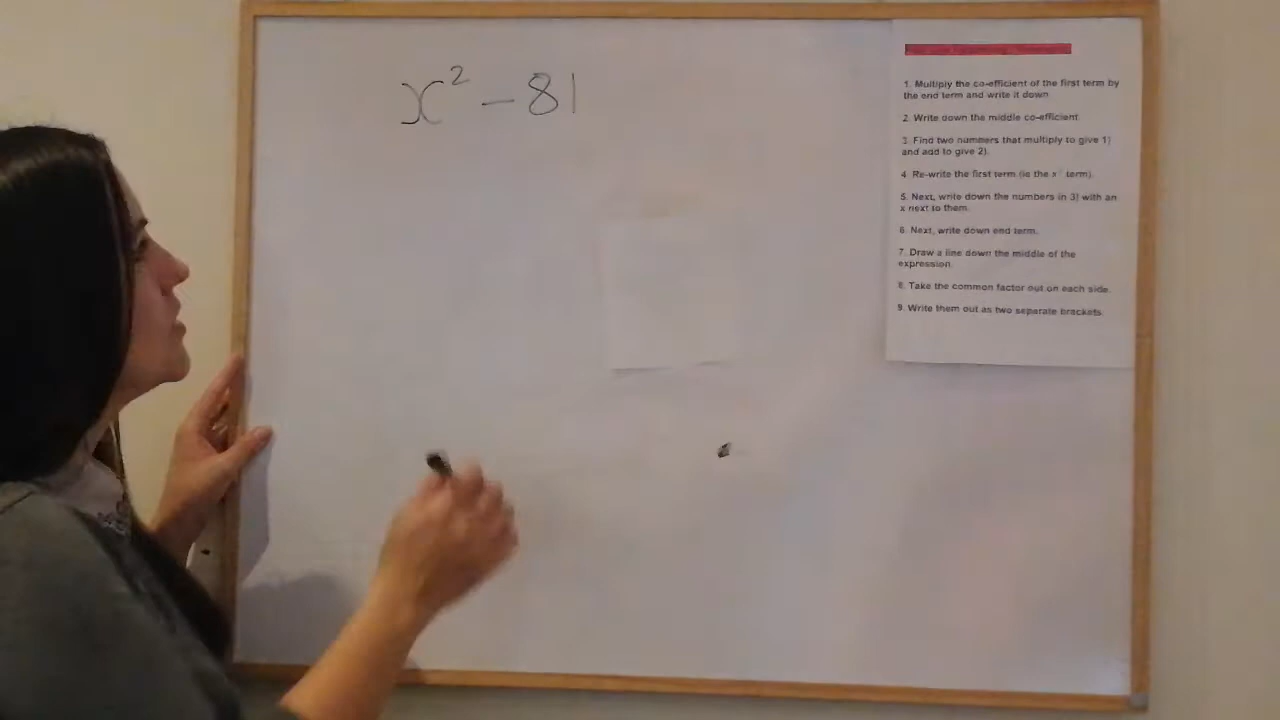 x² – 81
1. Multiply the co-efficient of the first term by
the end term and write it down
2. Write down the middle co-efficient.
3. Find two numbers that multiply to give 1)
and add to give 2).
4. Re-write the first term (ie the x² term).
5. Next, write down the numbers in 3) with an
x next to them.
6. Next, write down end term.
7. Draw a line down the middle of the
expression.
8. Take the common factor out on each side.
9. Write them out as two separate brackets.